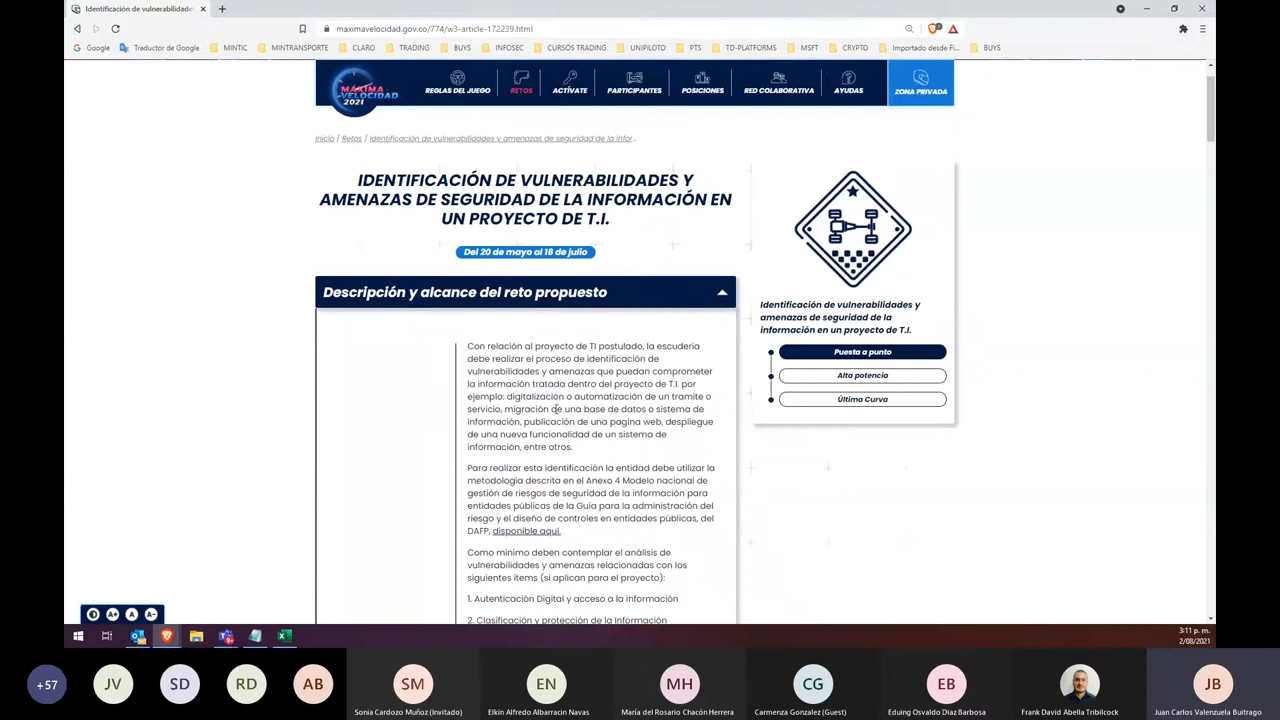 Identificación de vulnerabilidades
maximavelocidad.gov.co/774/w3-article-172239.html
Google
Traductor de Google
MINTIC
MINTRANSPORTE
CLARO
TRADING
BUYS
INFOSEC
CURSOS TRADING
UNIPILOTO
PTS
TD-PLATFORMS
MSFT
CRYPTO
Importado desde Fi...
BUYS
MAXIMA
VELOCIDAD
2021
REGLAS DEL JUEGO
RETOS
ACTÍVATE
PARTICIPANTES
POSICIONES
RED COLABORATIVA
AYUDAS
ZONA PRIVADA
Inicio / Retos / Identificación de vulnerabilidades y amenazas de seguridad de la infor...
IDENTIFICACIÓN DE VULNERABILIDADES Y
AMENAZAS DE SEGURIDAD DE LA INFORMACIÓN EN
UN PROYECTO DE T.I.
Del 20 de mayo al 16 de julio
Descripción y alcance del reto propuesto
Con relación al proyecto de TI postulado, la escudería
debe realizar el proceso de identificación de
vulnerabilidades y amenazas que puedan comprometer
la información tratada dentro del proyecto de T.I. por
ejemplo: digitalización o automatización de un tramite o
servicio, migración de una base de datos o sistema de
información, publicación de una pagina web, despliegue
de una nueva funcionalidad de un sistema de
información, entre otros.
Para realizar esta identificación la entidad debe utilizar la
metodología descrita en el Anexo 4 Modelo nacional de
gestión de riesgos de seguridad de la información para
entidades públicas de la Guía para la administración del
riesgo y el diseño de controles en entidades públicas, del
DAFP, disponible aquí.
Como mínimo deben contemplar el análisis de
vulnerabilidades y amenazas relacionadas con los
siguientes items (si aplican para el proyecto):
1. Autenticación Digital y acceso a la información
2. Clasificación y protección de la Información
Identificación de vulnerabilidades y
amenazas de seguridad de la
información en un proyecto de T.I.
Puesta a punto
Alta potencia
Última Curva
A+
A
A-
3:11 p. m.
2/08/2021
+57
JV
SD
RD
AB
SM
EN
MH
CG
EB
JB
Sonia Cardozo Muñoz (Invitado)
Elkin Alfredo Albarracin Navas
María del Rosario Chacón Herrera
Carmenza Gonzalez (Guest)
Eduing Osvaldo Diaz Barbosa
Frank David Abella Tribilcock
Juan Carlos Valenzuela Buitrago